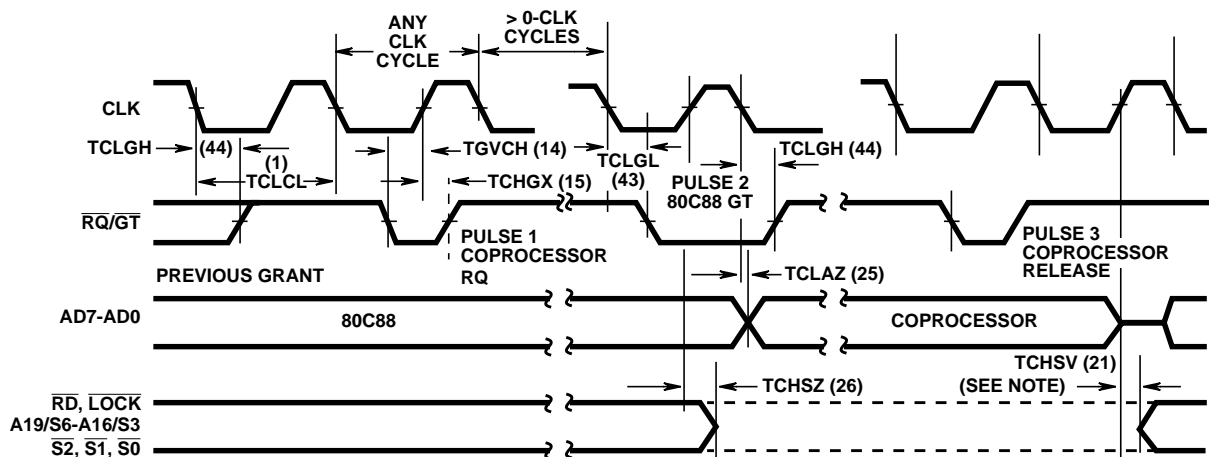 ANY
CLK
CYCLE
> 0-CLK
CYCLES
CLK
TCLGH
(44)
(1)
TCLCL
TGVCH (14)
TCHGX (15)
TCLGL
(43)
PULSE 2
80C88 GT
TCLGH (44)
RQ/GT
PULSE 1
COPROCESSOR
RQ
PULSE 3
COPROCESSOR
RELEASE
PREVIOUS GRANT
TCLAZ (25)
AD7-AD0
80C88
COPROCESSOR
TCHSV (21)
(SEE NOTE)
TCHSZ (26)
RD, LOCK
A19/S6-A16/S3
S2, S1, S0